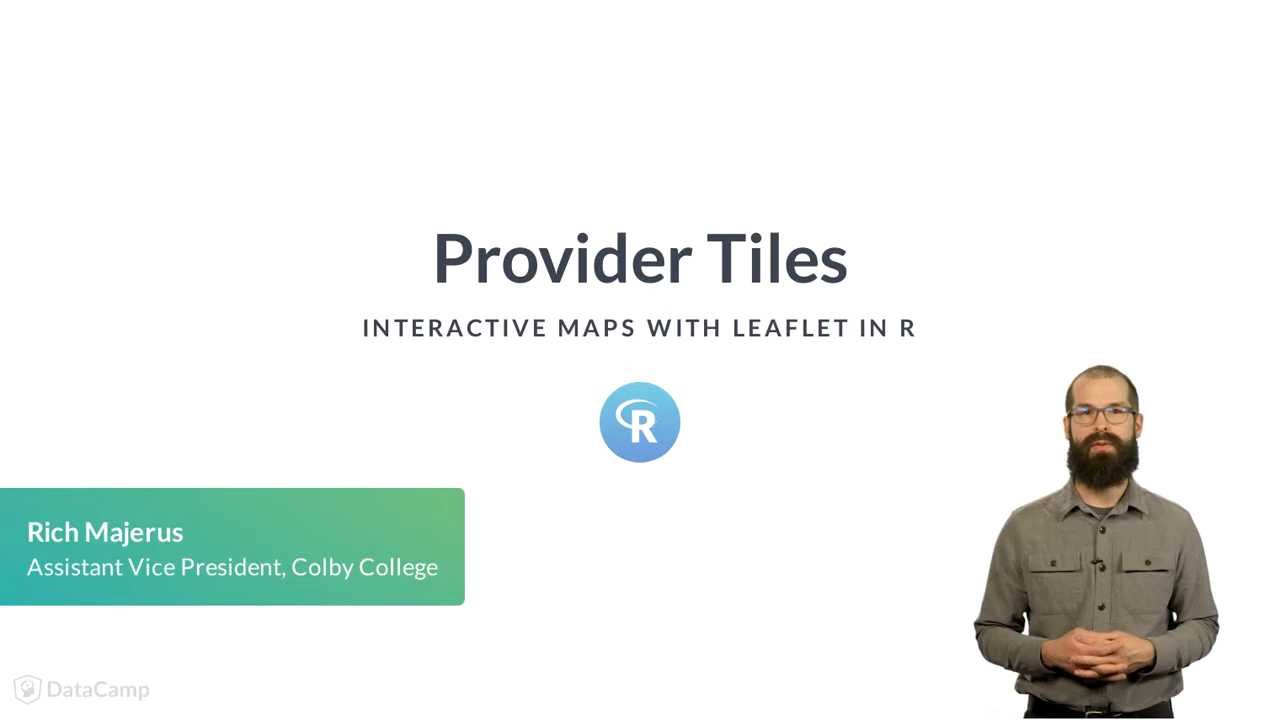 Provider Tiles
INTERACTIVE MAPS WITH LEAFLET IN R
R
Rich Majerus
Assistant Vice President, Colby College
DataCamp